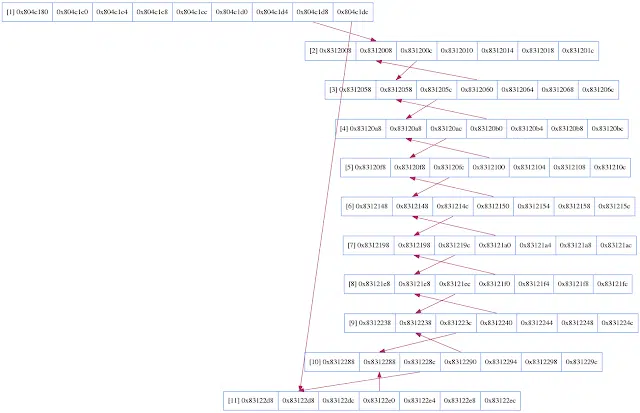 [1] 0x804c180 0x804c1c0 0x804c1c4 0x804c1c8 0x804c1cc 0x804c1d0 0x804c1d4 0x804c1d8 0x804c1dc
[2] 0x8312008 0x8312008 0x831200c 0x8312010 0x8312014 0x8312018 0x831201c
[3] 0x8312058 0x8312058 0x831205c 0x8312060 0x8312064 0x8312068 0x831206c
[4] 0x83120a8 0x83120a8 0x83120ac 0x83120b0 0x83120b4 0x83120b8 0x83120bc
[5] 0x83120f8 0x83120f8 0x83120fc 0x8312100 0x8312104 0x8312108 0x831210c
[6] 0x8312148 0x8312148 0x831214c 0x8312150 0x8312154 0x8312158 0x831215c
[7] 0x8312198 0x8312198 0x831219c 0x83121a0 0x83121a4 0x83121a8 0x83121ac
[8] 0x83121e8 0x83121e8 0x83121ec 0x83121f0 0x83121f4 0x83121f8 0x83121fc
[9] 0x8312238 0x8312238 0x831223c 0x8312240 0x8312244 0x8312248 0x831224c
[10] 0x8312288 0x8312288 0x831228c 0x8312290 0x8312294 0x8312298 0x831229c
[11] 0x83122d8 0x83122d8 0x83122dc 0x83122e0 0x83122e4 0x83122e8 0x83122ec